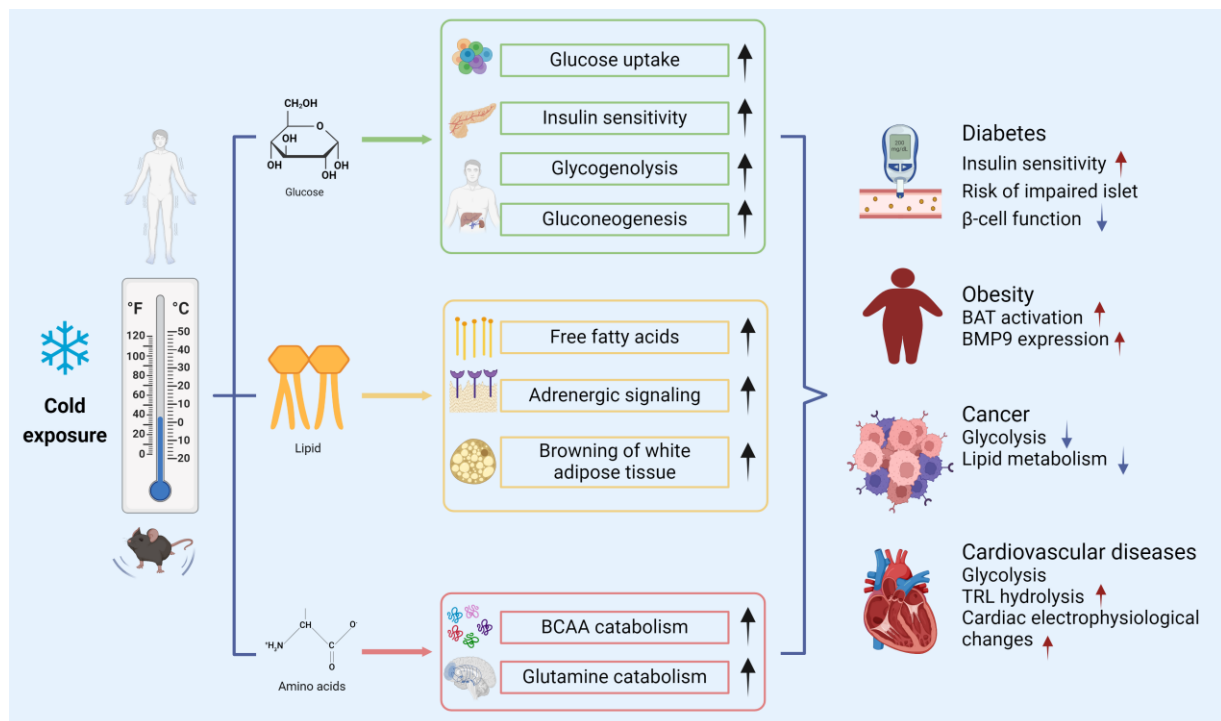 Cold
exposure
°F
°C
120
100
80
60
40
20
0
50
40
30
20
10
0
10
20
CH₂OH
O
OH
OH
OH
OH
Glucose
Glucose uptake
Insulin sensitivity
Glycogenolysis
Gluconeogenesis
Lipid
Free fatty acids
Adrenergic signaling
Browning of white
adipose tissue
CH
O⁻
⁺H₃N
C
O
Amino acids
BCAA catabolism
Glutamine catabolism
200
mg/dL
Diabetes
Insulin sensitivity
Risk of impaired islet
β-cell function
Obesity
BAT activation
BMP9 expression
Cancer
Glycolysis
Lipid metabolism
Cardiovascular diseases
Glycolysis
TRL hydrolysis
Cardiac electrophysiological
changes